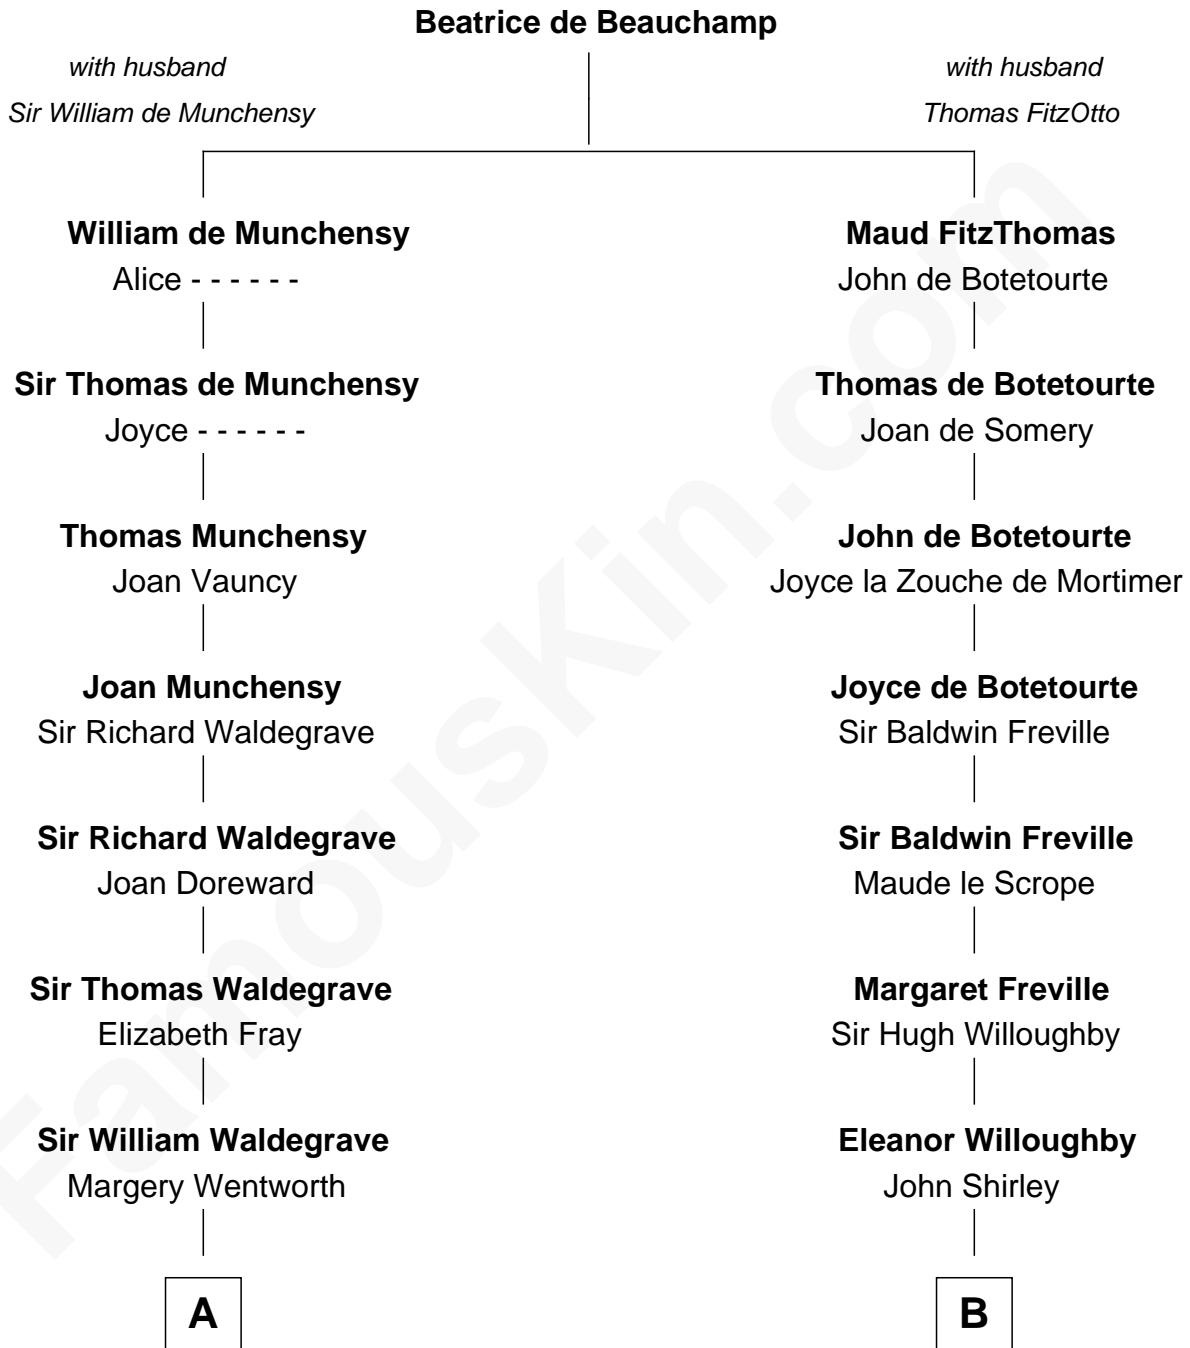 Beatrice de Beauchamp
with husband
Sir William de Munchensy
with husband
Thomas FitzOtto
William de Munchensy
Alice - - - - - -
Maud FitzThomas
John de Botetourte
Sir Thomas de Munchensy
Joyce - - - - - -
Thomas de Botetourte
Joan de Somery
Thomas Munchensy
Joan Vauncy
John de Botetourte
Joyce la Zouche de Mortimer
Joan Munchensy
Sir Richard Waldegrave
Joyce de Botetourte
Sir Baldwin Freville
Sir Richard Waldegrave
Joan Doreward
Sir Baldwin Freville
Maude le Scrope
Sir Thomas Waldegrave
Elizabeth Fray
Margaret Freville
Sir Hugh Willoughby
Sir William Waldegrave
Margery Wentworth
Eleanor Willoughby
John Shirley
A
B
FamousKin.com